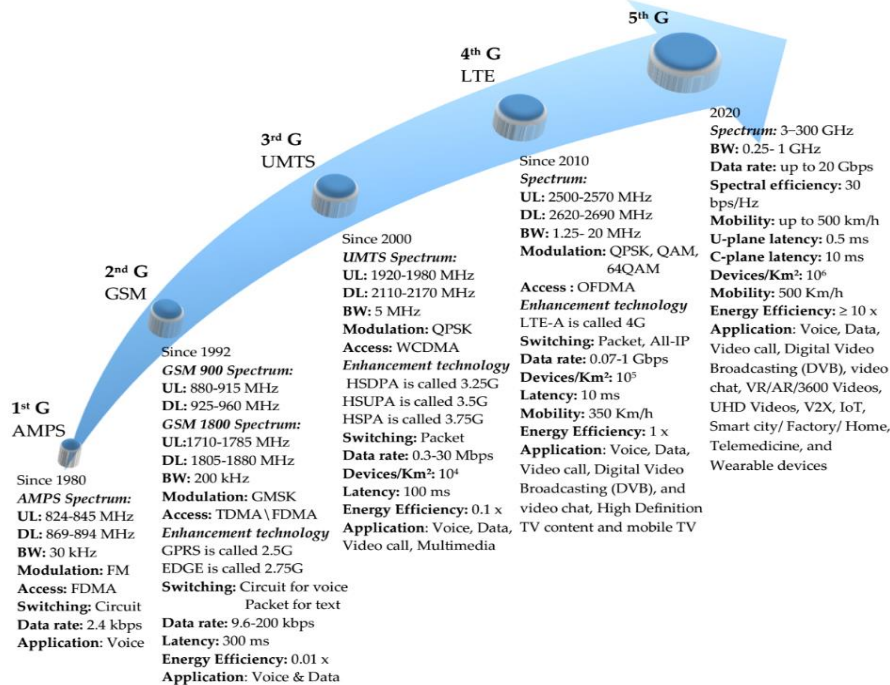 1st G
AMPS
Since 1980
AMPS Spectrum:
UL: 824-845 MHz
DL: 869-894 MHz
BW: 30 kHz
Modulation: FM
Access: FDMA
Switching: Circuit
Data rate: 2.4 kbps
Application: Voice
2nd G
GSM
Since 1992
GSM 900 Spectrum:
UL: 880-915 MHz
DL: 925-960 MHz
GSM 1800 Spectrum:
UL:1710-1785 MHz
DL: 1805-1880 MHz
BW: 200 kHz
Modulation: GMSK
Access: TDMA\FDMA
Enhancement technology
GPRS is called 2.5G
EDGE is called 2.75G
Switching: Circuit for voice
Packet for text
Data rate: 9.6-200 kbps
Latency: 300 ms
Energy Efficiency: 0.01 x
Application: Voice & Data
3rd G
UMTS
Since 2000
UMTS Spectrum:
UL: 1920-1980 MHz
DL: 2110-2170 MHz
BW: 5 MHz
Modulation: QPSK
Access: WCDMA
Enhancement technology
HSDPA is called 3.25G
HSUPA is called 3.5G
HSPA is called 3.75G
Switching: Packet
Data rate: 0.3-30 Mbps
Devices/Km²: 10⁴
Latency: 100 ms
Energy Efficiency: 0.1 x
Application: Voice, Data,
Video call, Multimedia
4th G
LTE
Since 2010
Spectrum:
UL: 2500-2570 MHz
DL: 2620-2690 MHz
BW: 1.25- 20 MHz
Modulation: QPSK, QAM,
64QAM
Access : OFDMA
Enhancement technology
LTE-A is called 4G
Switching: Packet, All-IP
Data rate: 0.07-1 Gbps
Devices/Km²: 10⁵
Latency: 10 ms
Mobility: 350 Km/h
Energy Efficiency: 1 x
Application: Voice, Data,
Video call, Digital Video
Broadcasting (DVB), and
video chat, High Definition
TV content and mobile TV
5th G
2020
Spectrum: 3–300 GHz
BW: 0.25- 1 GHz
Data rate: up to 20 Gbps
Spectral efficiency: 30
bps/Hz
Mobility: up to 500 km/h
U-plane latency: 0.5 ms
C-plane latency: 10 ms
Devices/Km²: 10⁶
Mobility: 500 Km/h
Energy Efficiency: ≥ 10 x
Application: Voice, Data,
Video call, Digital Video
Broadcasting (DVB), video
chat, VR/AR/3600 Videos,
UHD Videos, V2X, IoT,
Smart city/ Factory/ Home,
Telemedicine, and
Wearable devices